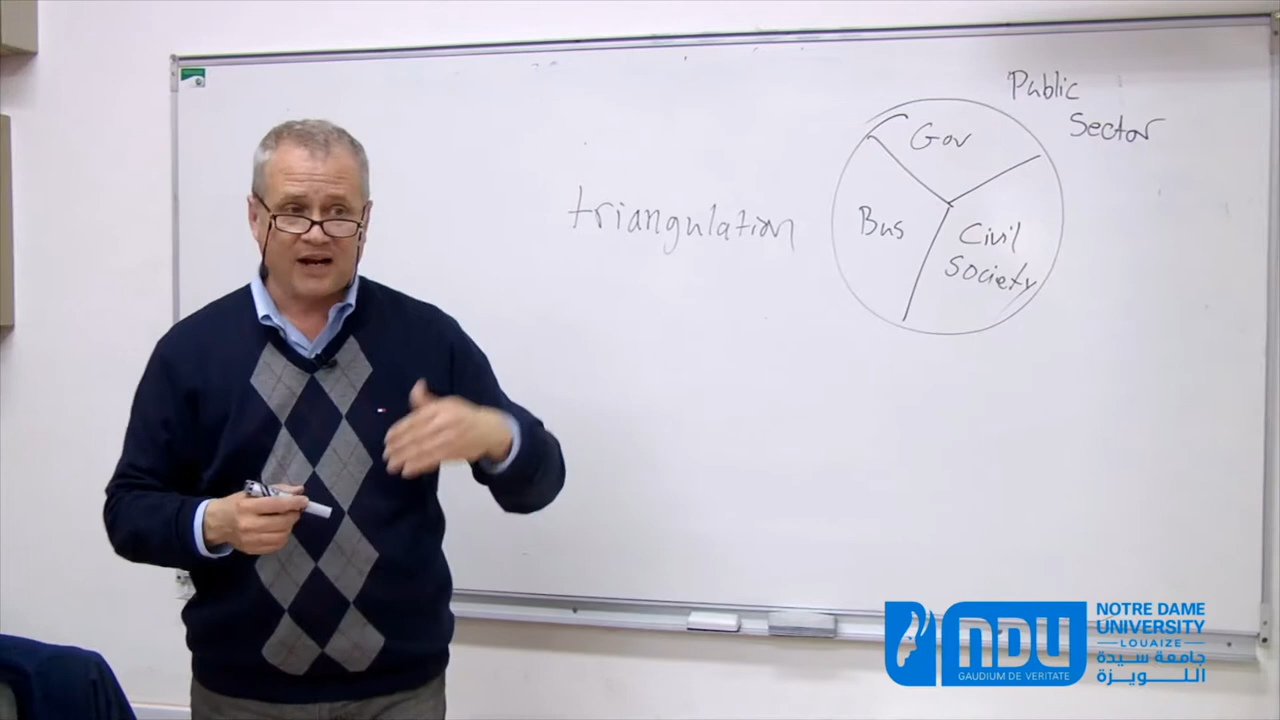 Public
Sector
Gov
triangulation
Bus
Civil
Society
NDU
GAUDIUM DE VERITATE
NOTRE DAME
UNIVERSITY
LOUAIZE
جامعة سيدة
اللويزة